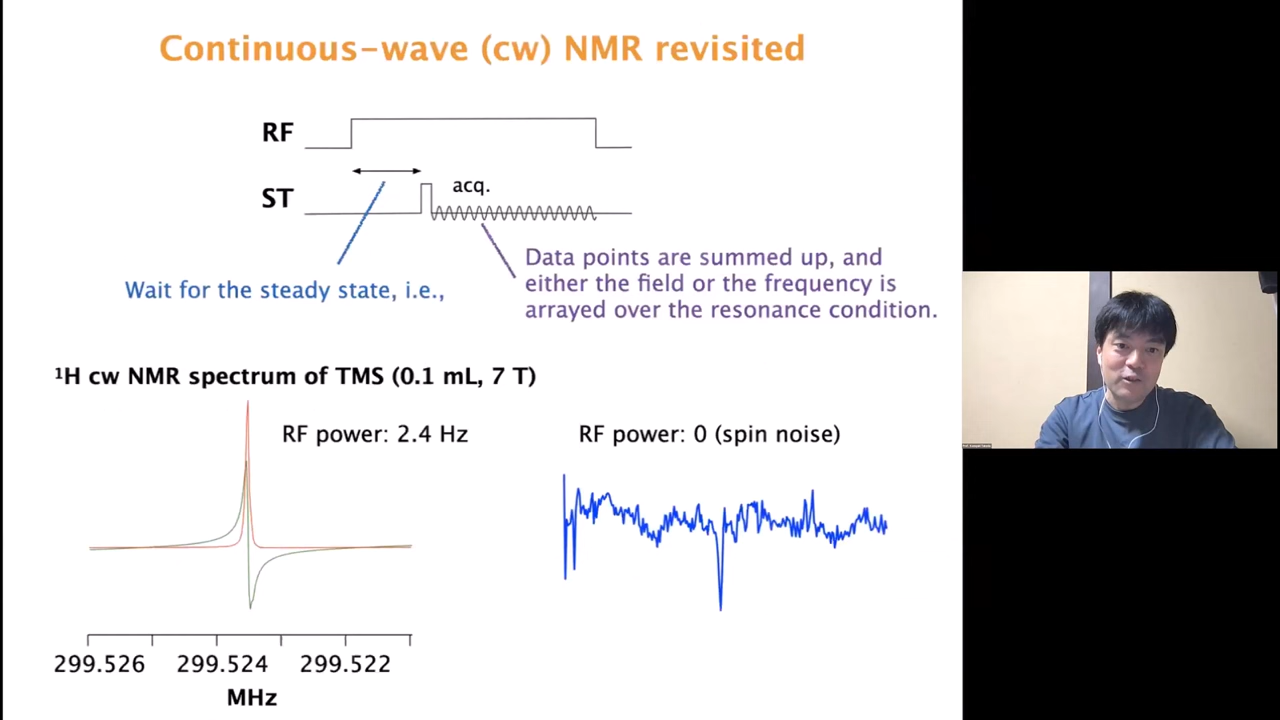 Continuous-wave (cw) NMR revisited
RF
ST
acq.
Wait for the steady state, i.e.,
Data points are summed up, and
either the field or the frequency is
arrayed over the resonance condition.
¹H cw NMR spectrum of TMS (0.1 mL, 7 T)
RF power: 2.4 Hz
RF power: 0 (spin noise)
299.526 299.524 299.522
MHz